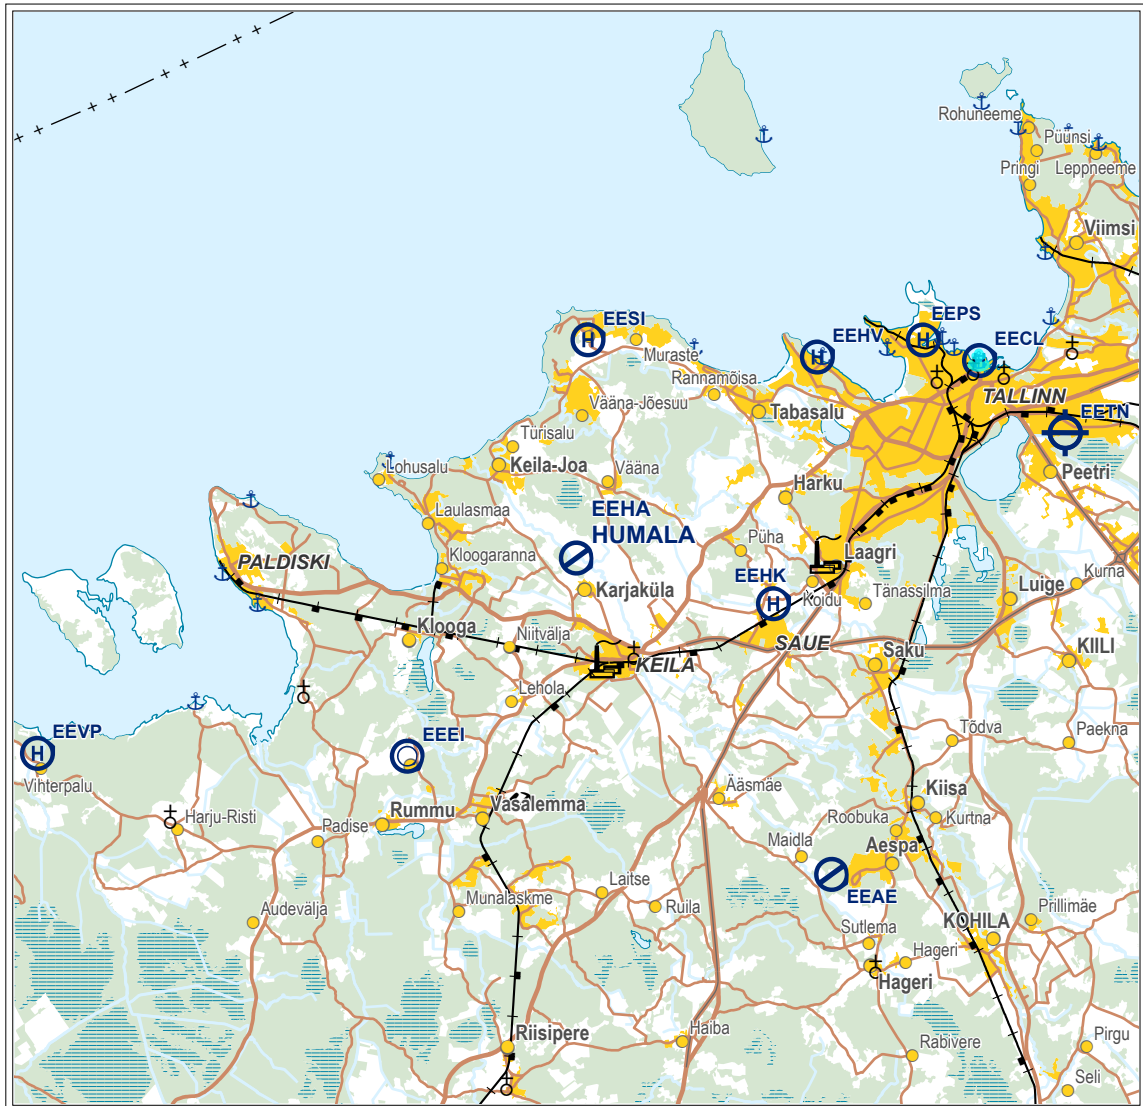 Rohuneeme
Püünsi
Pringi
Leppneeme
Viimsi
EESI
H
Muraste
EEHV
H
EEPS
H
EECL
Rannamõisa
TALLINN
Tabasalu
EETN
Vääna-Jõesuu
Türisalu
Keila-Joa
Vääna
Peetri
Lohusalu
Harku
Laulasmaa
EEHA
HUMALA
Püha
Laagri
PALDISKI
Kloogaranna
EEHK
H
Koidu
Tänassilma
Kurna
Luige
Karjaküla
Klooga
Niitvälja
SAUE
KEILA
Saku
KIILI
Lehola
EEVP
H
EEEI
Tõdva
Paekna
Vihterpalu
Ääsmäe
Kiisa
Vasalemma
Harju-Risti
Rummu
Padise
Roobuka
Kurtna
Maidla
Aespa
EEAE
Laitse
Munalaskme
Ruila
Audevälja
Prillimäe
KOHILA
Sutlema
Hageri
Hageri
Riisipere
Haiba
Rabivere
Pirgu
Seli